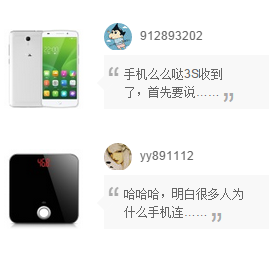 912893202
“ 手机么么哒3S收到
了，首先要说…… ”
yy891112
“ 哈哈哈，明白很多人为
什么手机连…… ”